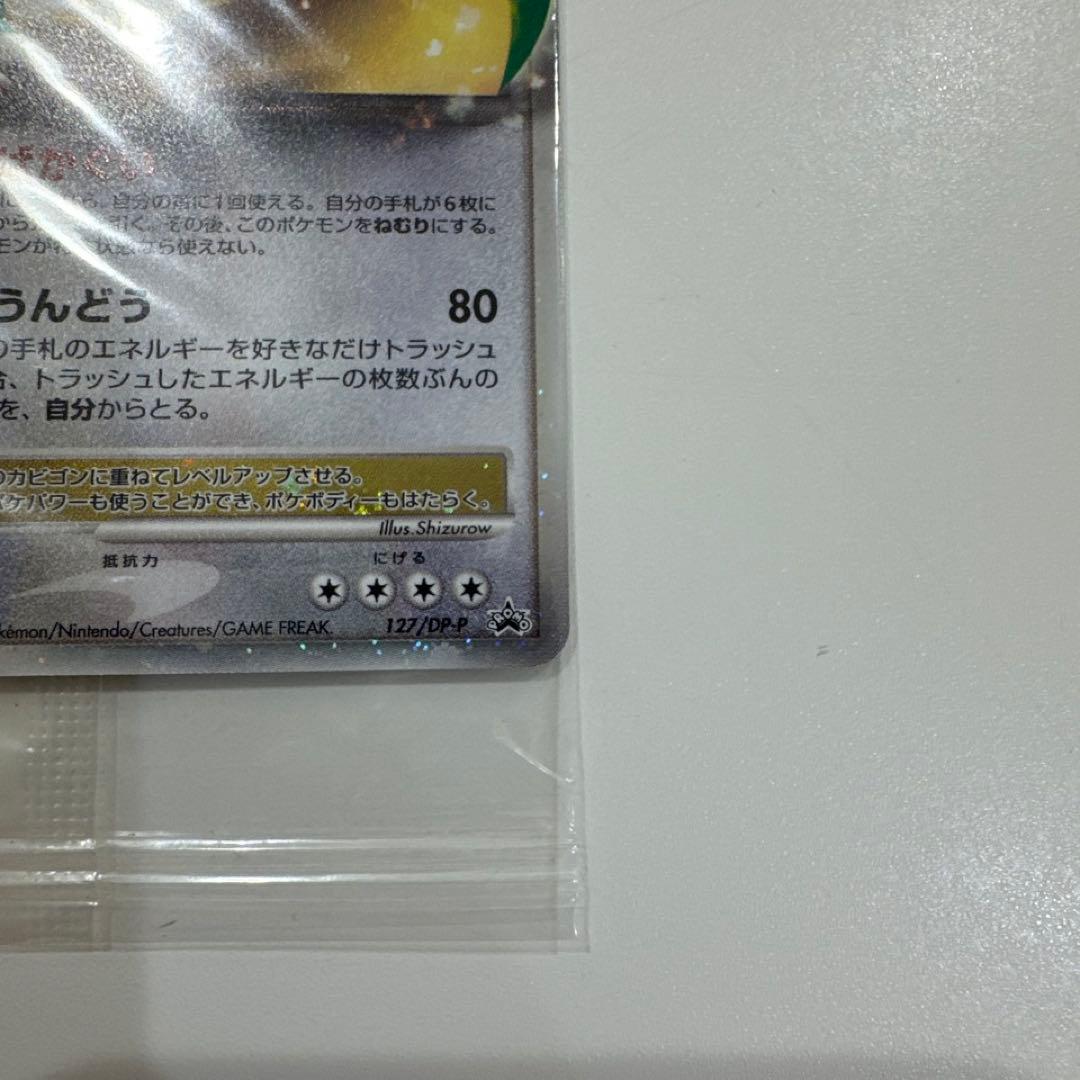 かくい
自分の番に1回使える。自分の手札が6枚に
引く。その後、このポケモンをねむりにする。
なら使えない。
うんどう 80
の手札のエネルギーを好きなだけトラッシュ
合、トラッシュしたエネルギーの枚数ぶんの
を、自分からとる。
のカビゴンに重ねてレベルアップさせる。
ポケパワーも使うことができ、ポケボディーもはたらく。
Illus.Shizurow
抵抗力 にげる
kémon/Nintendo/Creatures/GAME FREAK. 127/DP-P
PROMO